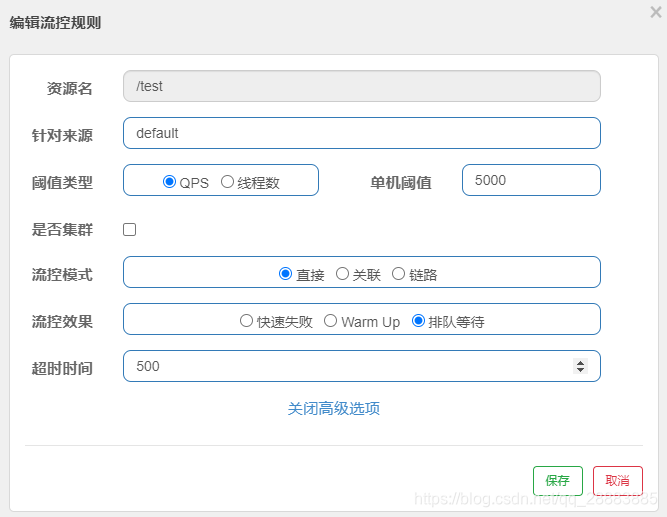 编辑流控规则
资源名 /test
针对来源 default
阈值类型 QPS 线程数 单机阈值 5000
是否集群
流控模式 直接 关联 链路
流控效果 快速失败 Warm Up 排队等待
超时时间 500
关闭高级选项
保存 取消
https://blog.csdn.net/qq_28883885